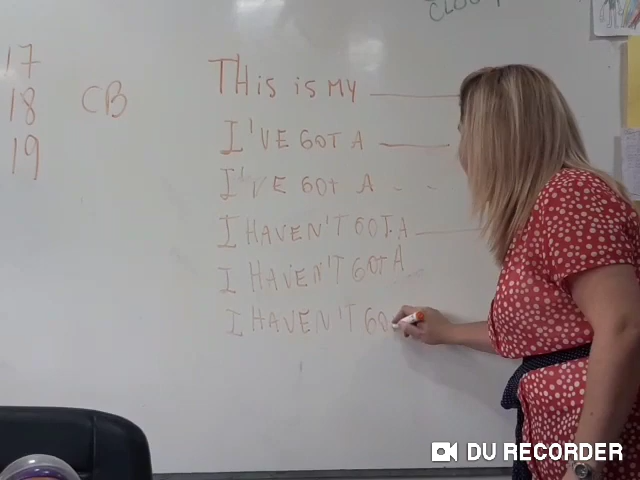 17
18
19
CB
THis is MY
I'VE GOT A
I'VE GOT A
I HAVEN'T GOT A
I HAVEN'T GOT A
I HAVEN'T GO
DU RECORDER